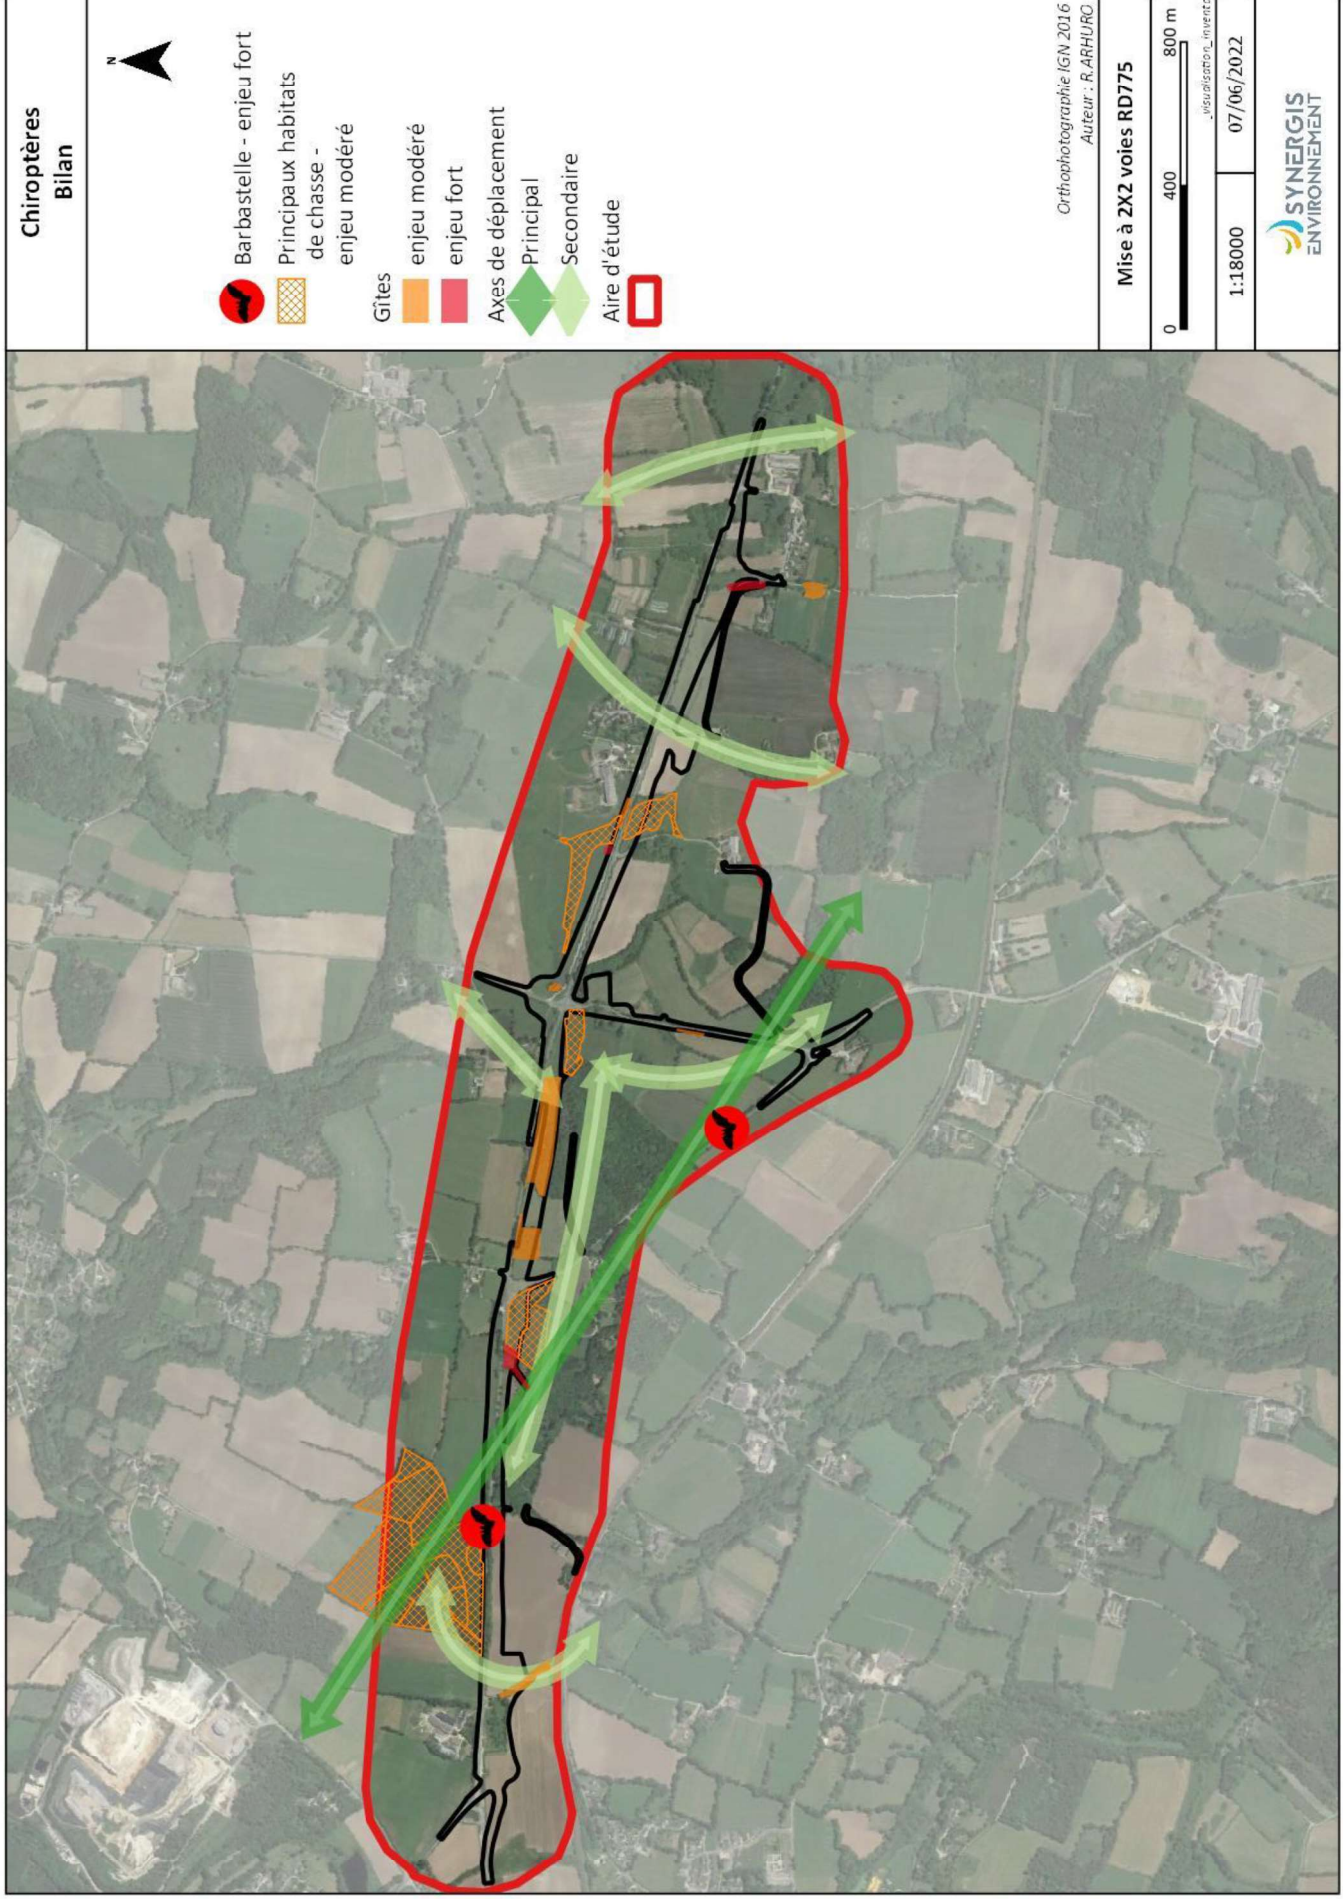 Chiroptères
Bilan
N
Barbastelle - enjeu fort
Principaux habitats
de chasse -
enjeu modéré
Gîtes
enjeu modéré
enjeu fort
Axes de déplacement
Principal
Secondaire
Aire d'étude
Orthophotographie IGN 2016
Auteur : R.ARHURO
Mise à 2X2 voies RD775
0 400 800 m
_visualisation_invento
1:18000 07/06/2022
SYNERGIS
ENVIRONNEMENT